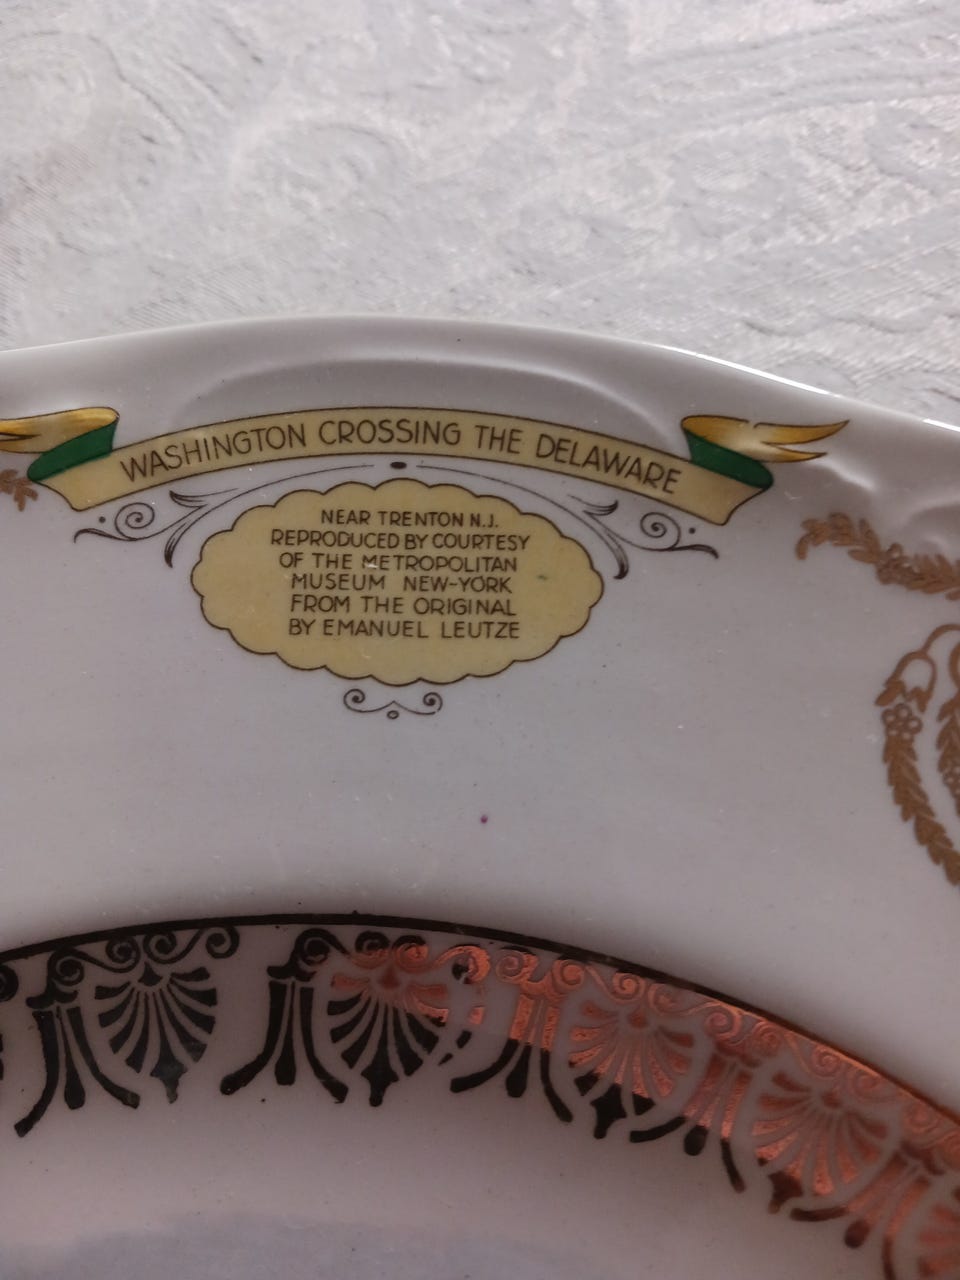 WASHINGTON CROSSING THE DELAWARE
NEAR TRENTON N.J.
REPRODUCED BY COURTESY
OF THE METROPOLITAN
MUSEUM NEW-YORK
FROM THE ORIGINAL
BY EMANUEL LEUTZE